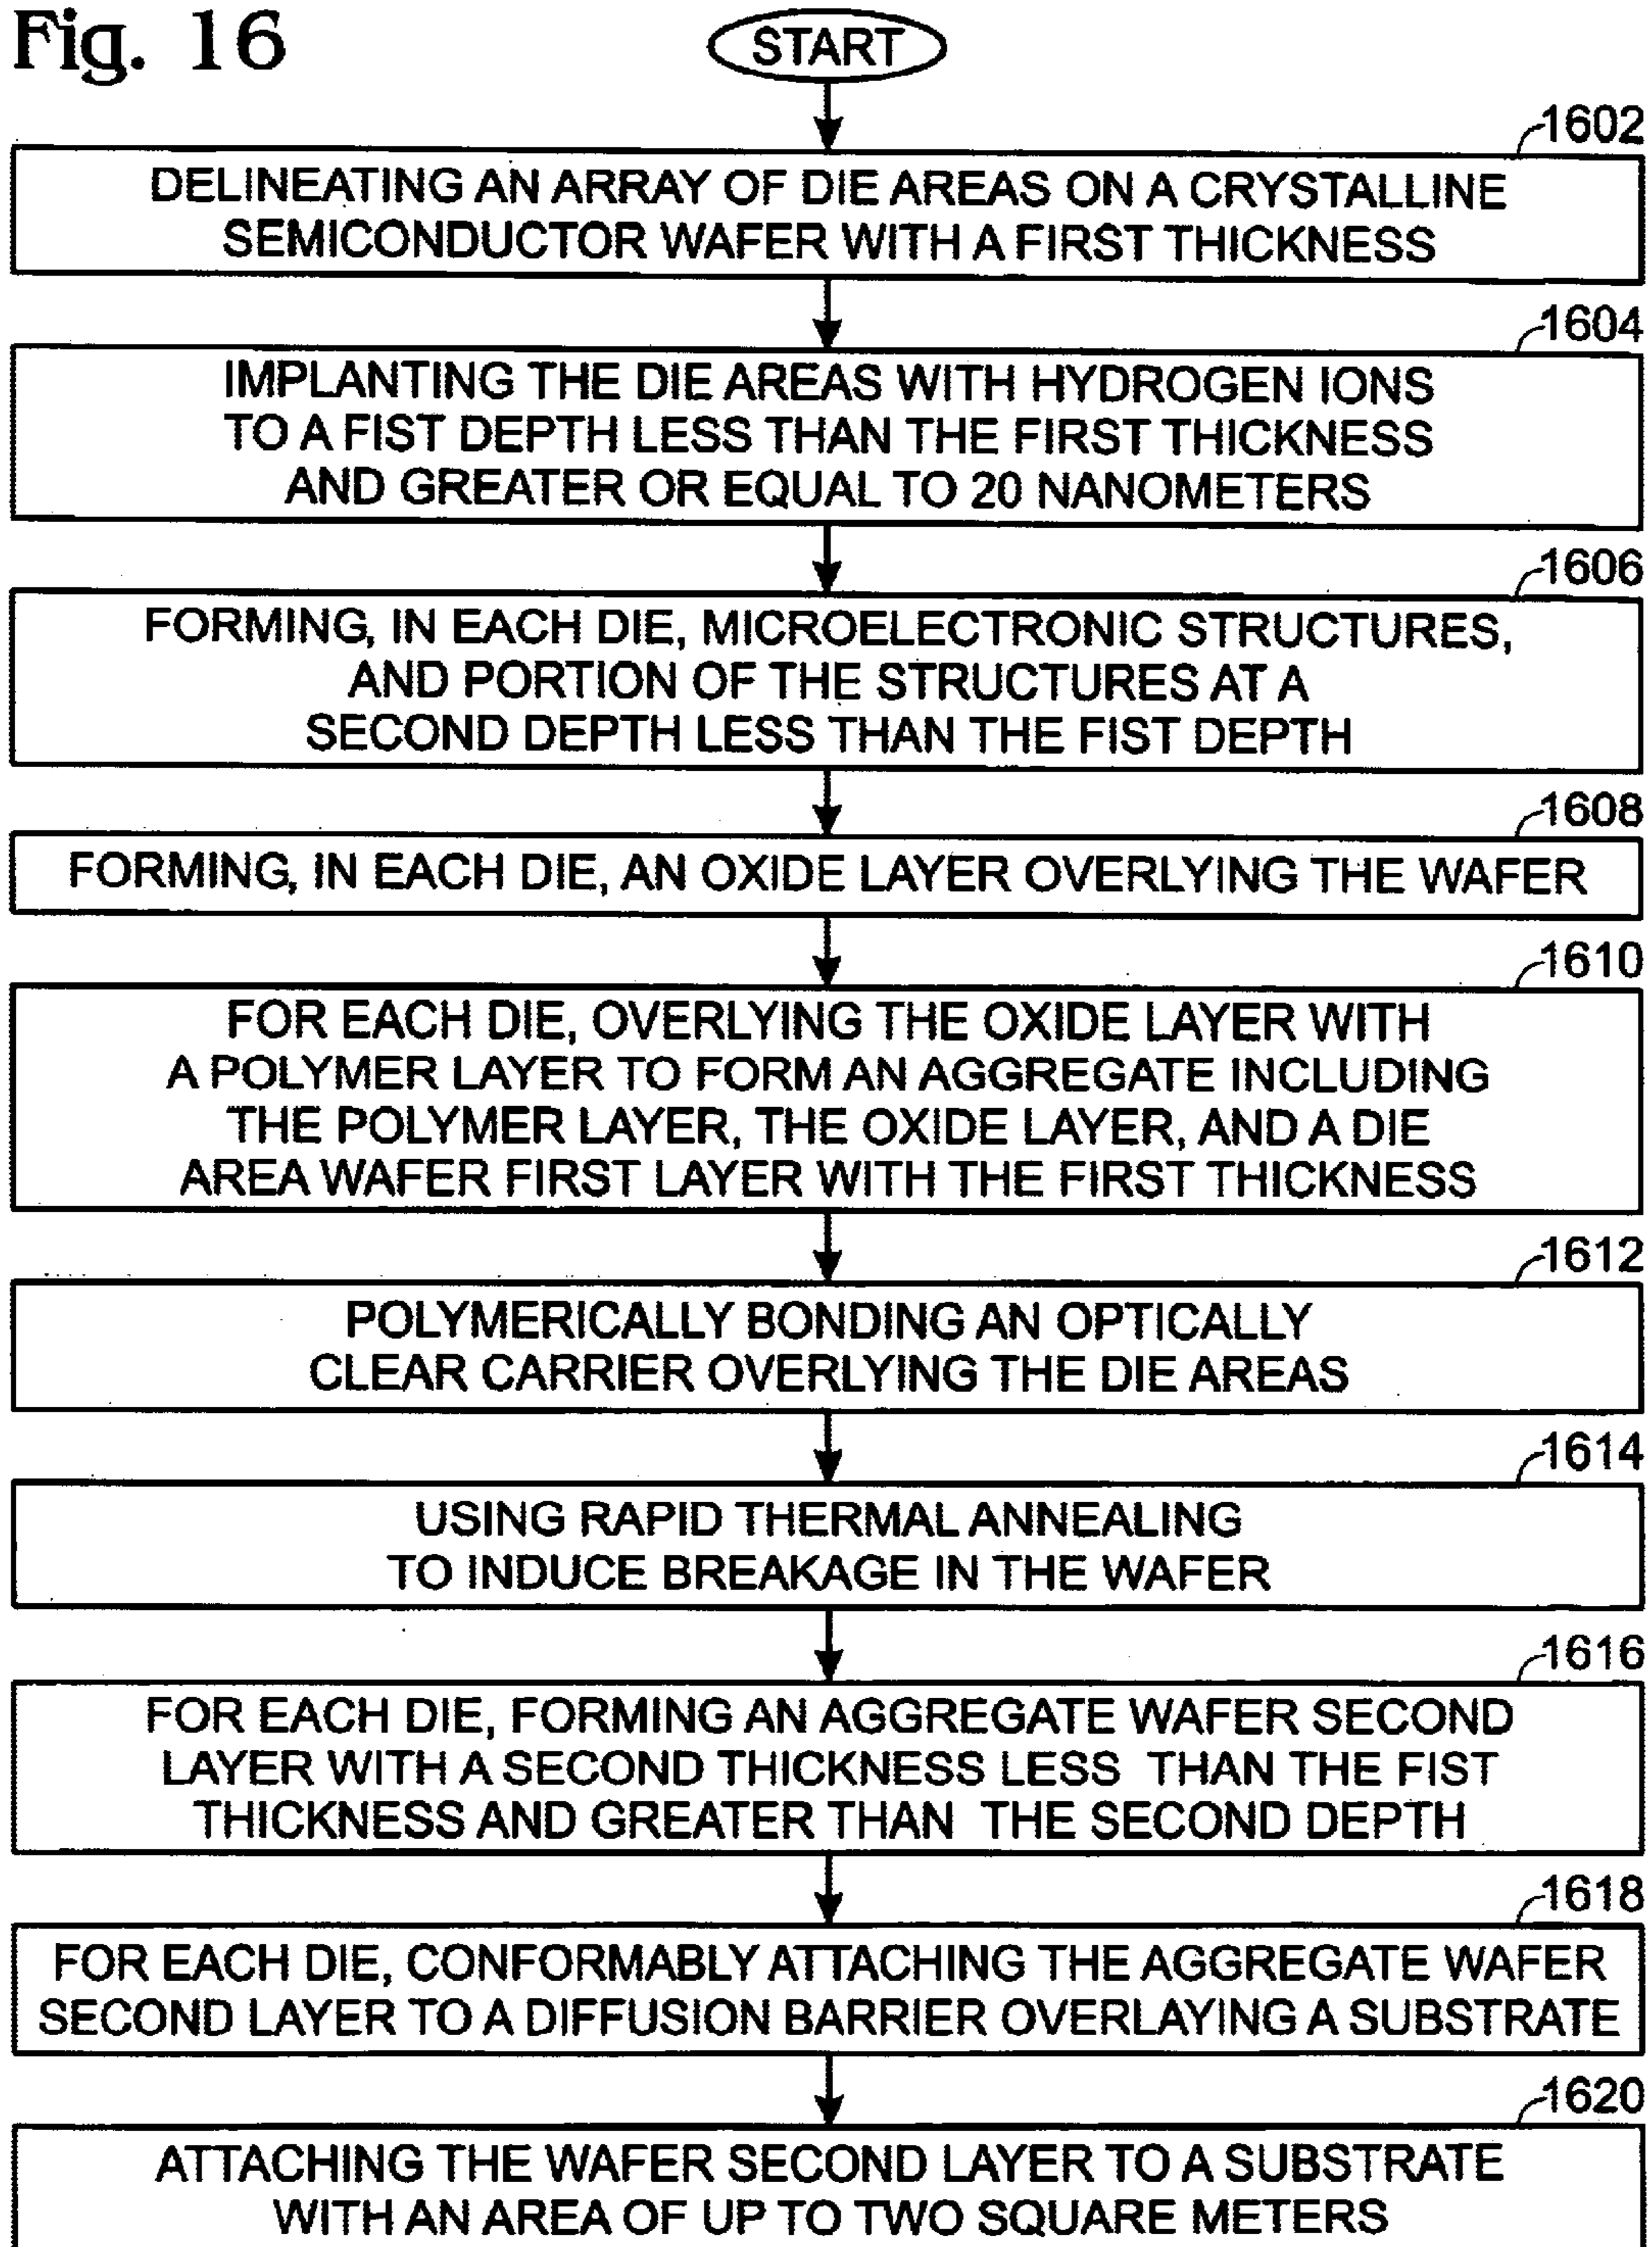 Fig. 16
START
1602
DELINEATING AN ARRAY OF DIE AREAS ON A CRYSTALLINE
SEMICONDUCTOR WAFER WITH A FIRST THICKNESS
1604
IMPLANTING THE DIE AREAS WITH HYDROGEN IONS
TO A FIST DEPTH LESS THAN THE FIRST THICKNESS
AND GREATER OR EQUAL TO 20 NANOMETERS
1606
FORMING, IN EACH DIE, MICROELECTRONIC STRUCTURES,
AND PORTION OF THE STRUCTURES AT A
SECOND DEPTH LESS THAN THE FIST DEPTH
1608
FORMING, IN EACH DIE, AN OXIDE LAYER OVERLYING THE WAFER
1610
FOR EACH DIE, OVERLYING THE OXIDE LAYER WITH
A POLYMER LAYER TO FORM AN AGGREGATE INCLUDING
THE POLYMER LAYER, THE OXIDE LAYER, AND A DIE
AREA WAFER FIRST LAYER WITH THE FIRST THICKNESS
1612
POLYMERICALLY BONDING AN OPTICALLY
CLEAR CARRIER OVERLYING THE DIE AREAS
1614
USING RAPID THERMAL ANNEALING
TO INDUCE BREAKAGE IN THE WAFER
1616
FOR EACH DIE, FORMING AN AGGREGATE WAFER SECOND
LAYER WITH A SECOND THICKNESS LESS THAN THE FIST
THICKNESS AND GREATER THAN THE SECOND DEPTH
1618
FOR EACH DIE, CONFORMABLY ATTACHING THE AGGREGATE WAFER
SECOND LAYER TO A DIFFUSION BARRIER OVERLAYING A SUBSTRATE
1620
ATTACHING THE WAFER SECOND LAYER TO A SUBSTRATE
WITH AN AREA OF UP TO TWO SQUARE METERS